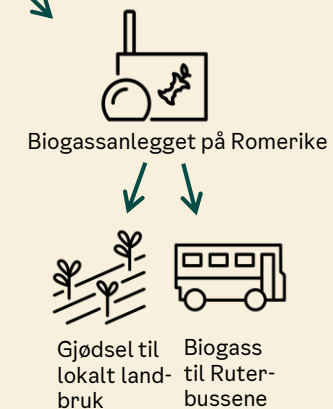 Biogassanlegget på Romerike
Gjødsel til
lokalt land-
bruk
Biogass
til Ruter-
bussene